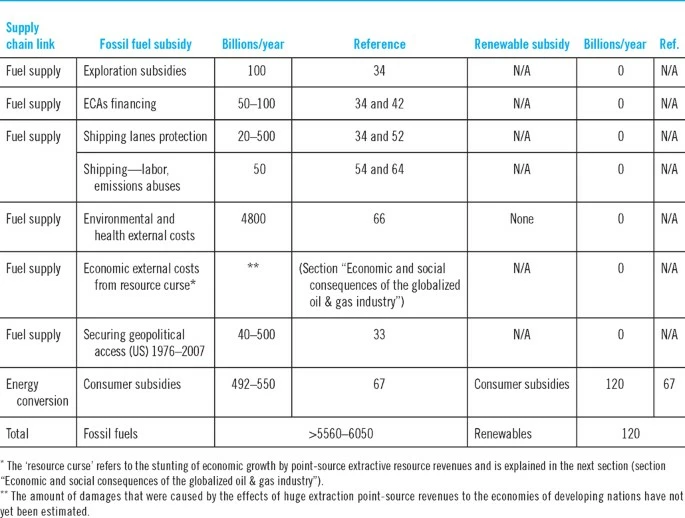 Supply chain link Fossil fuel subsidy Billions/year Reference Renewable subsidy Billions/year Ref.
Fuel supply Exploration subsidies 100 34 N/A 0 N/A
Fuel supply ECAs financing 50–100 34 and 42 N/A 0 N/A
Fuel supply Shipping lanes protection 20–500 34 and 52 N/A 0 N/A
Shipping—labor, emissions abuses 50 54 and 64 N/A 0 N/A
Fuel supply Environmental and health external costs 4800 66 None 0 N/A
Fuel supply Economic external costs from resource curse* ** (Section “Economic and social consequences of the globalized oil & gas industry”) N/A 0 N/A
Fuel supply Securing geopolitical access (US) 1976–2007 40–500 33 N/A 0 N/A
Energy conversion Consumer subsidies 492–550 67 Consumer subsidies 120 67
Total Fossil fuels >5560–6050 Renewables 120
* The ‘resource curse’ refers to the stunting of economic growth by point-source extractive resource revenues and is explained in the next section (section
“Economic and social consequences of the globalized oil & gas industry”).
** The amount of damages that were caused by the effects of huge extraction point-source revenues to the economies of developing nations have not
yet been estimated.